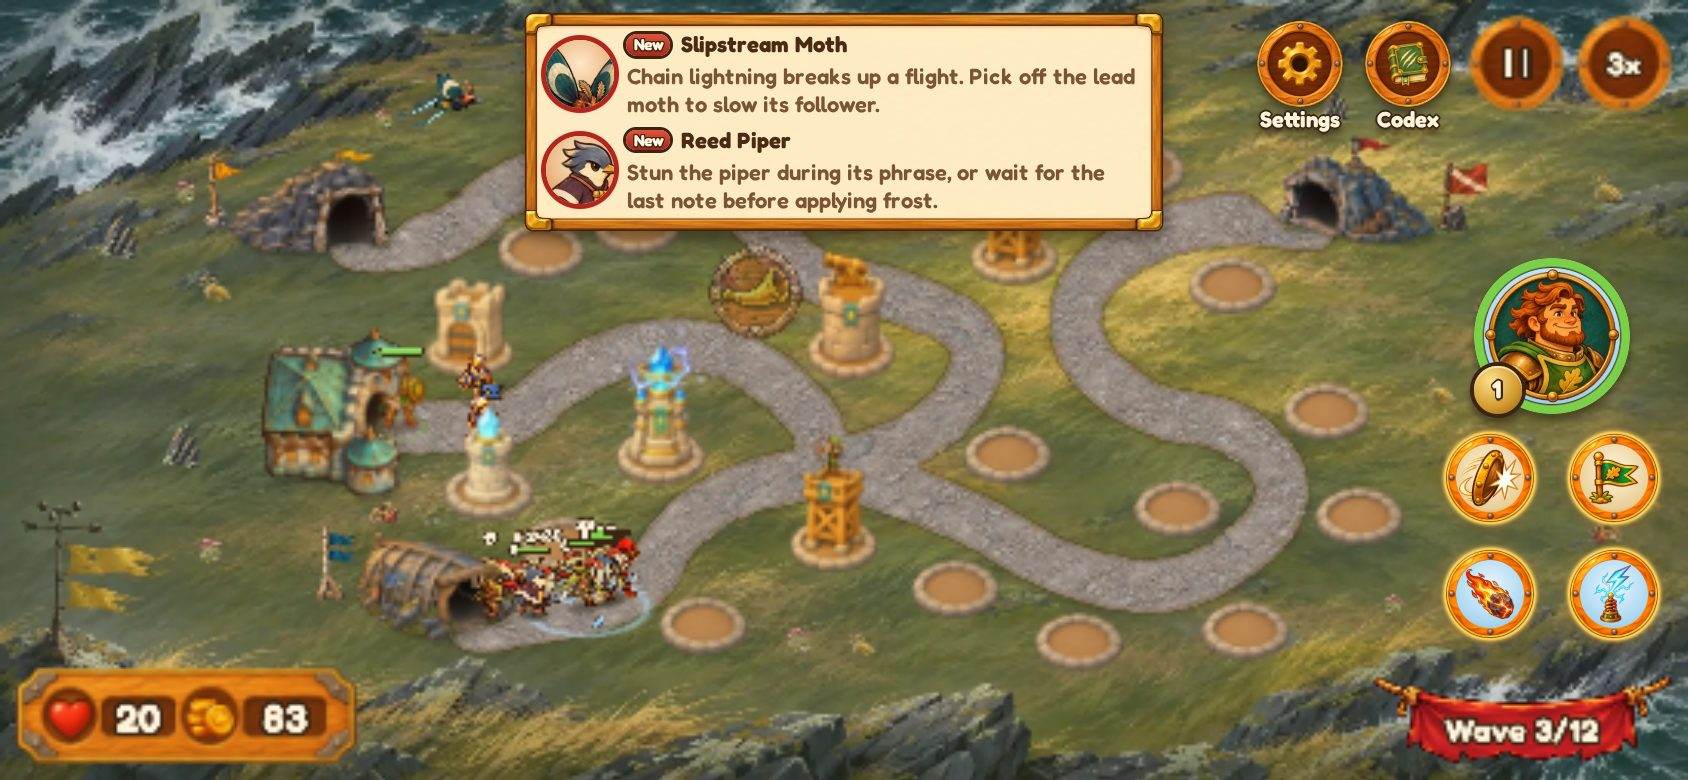 New Slipstream Moth
Chain lightning breaks up a flight. Pick off the lead
moth to slow its follower.
New Reed Piper
Stun the piper during its phrase, or wait for the
last note before applying frost.
Settings
Codex
3x
1
20
83
Wave 3/12